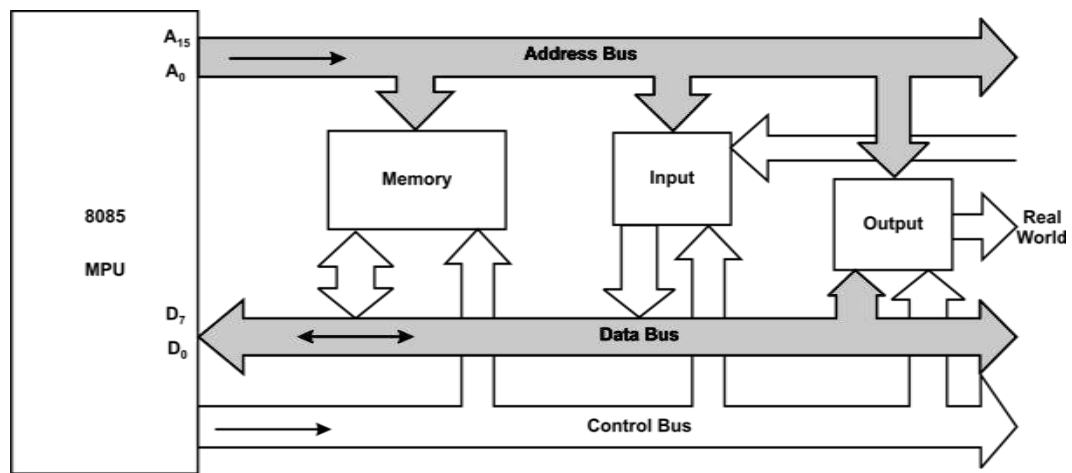 A15
Address Bus
A0
Memory
Input
Output
8085
MPU
Real
World
D7
Data Bus
D0
Control Bus